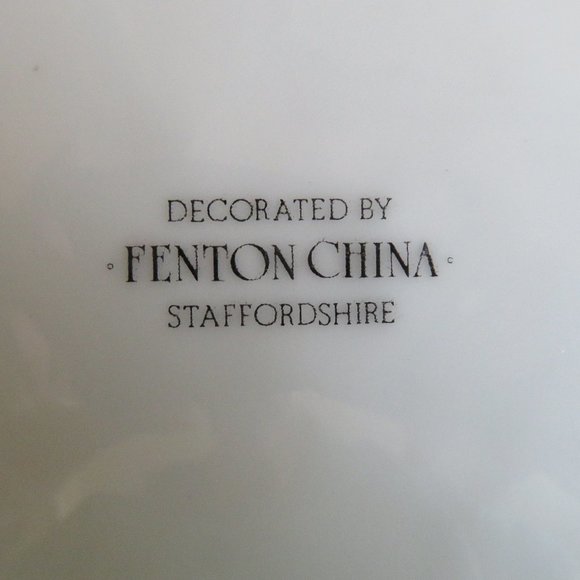 DECORATED BY
· FENTON CHINA ·
STAFFORDSHIRE